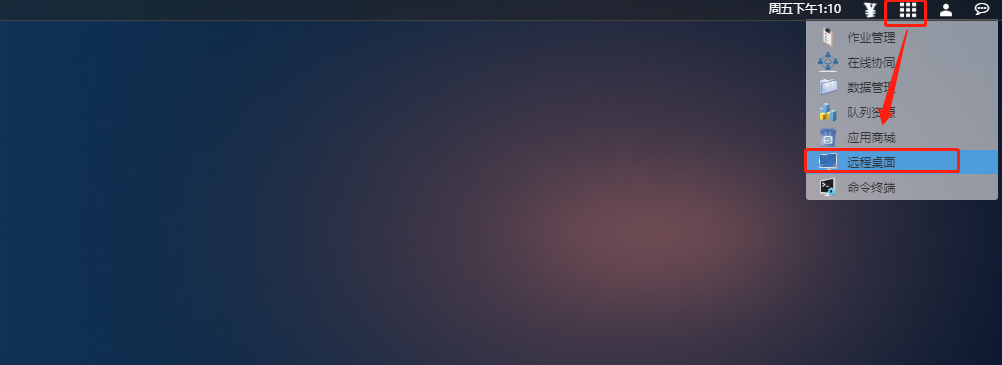 周五下午1:10
作业管理
在线协同
数据管理
队列资源
应用商城
远程桌面
命令终端